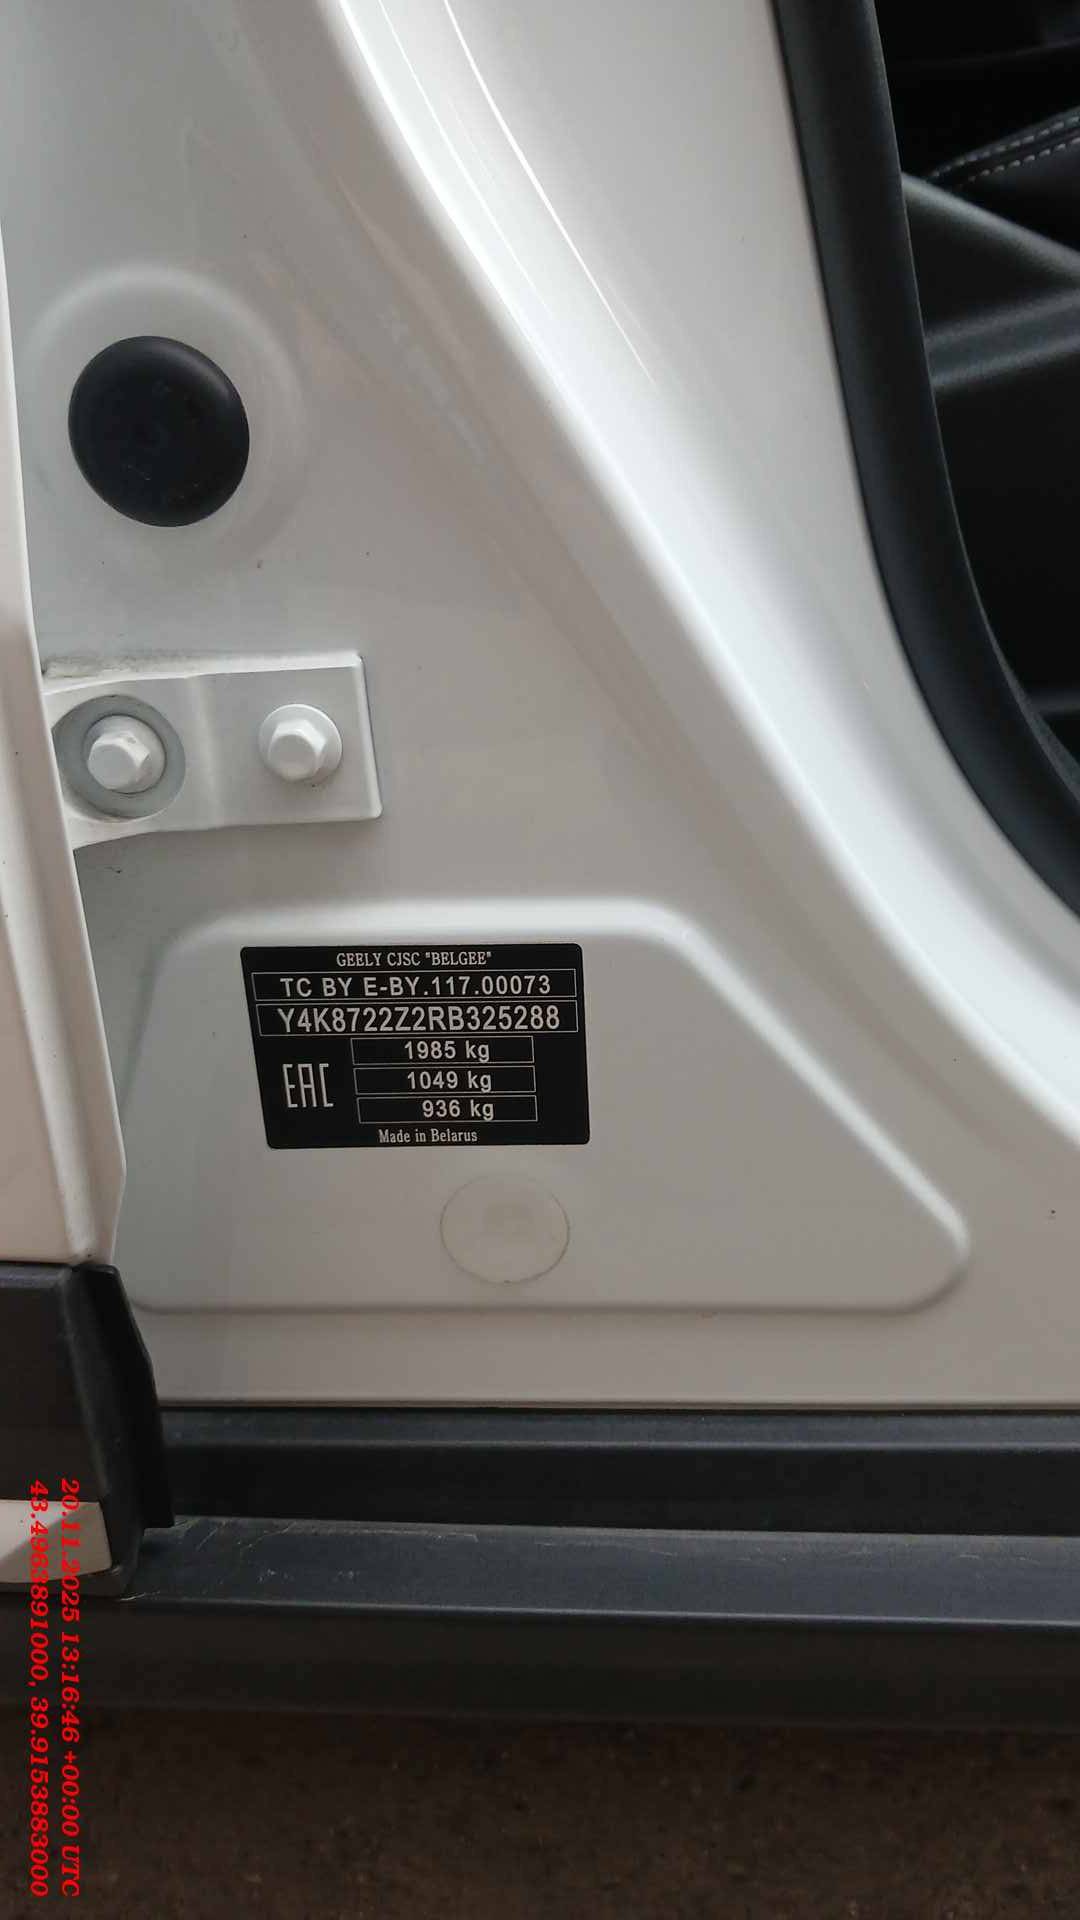 GEELY CJSC "BELGEE"
TC BY E-BY.117.00073
Y4K8722Z2RB325288
1985 kg
EAC
1049 kg
936 kg
Made in Belarus
20.11.2025 13:16:46 +00:00 UTC
43.4963891000, 39.9153883000